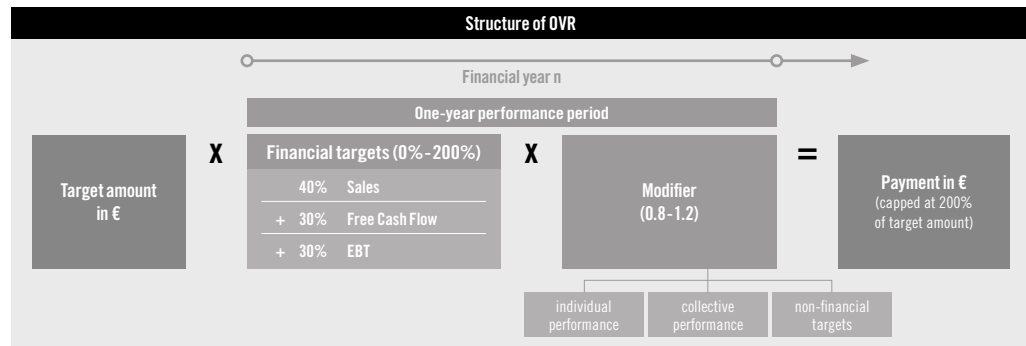 Structure of OVR
Financial year n
One-year performance period
Target amount
in €
X
Financial targets (0%-200%)
40% Sales
+ 30% Free Cash Flow
+ 30% EBT
X
Modifier
(0.8-1.2)
=
Payment in €
(capped at 200%
of target amount)
individual
performance
collective
performance
non-financial
targets